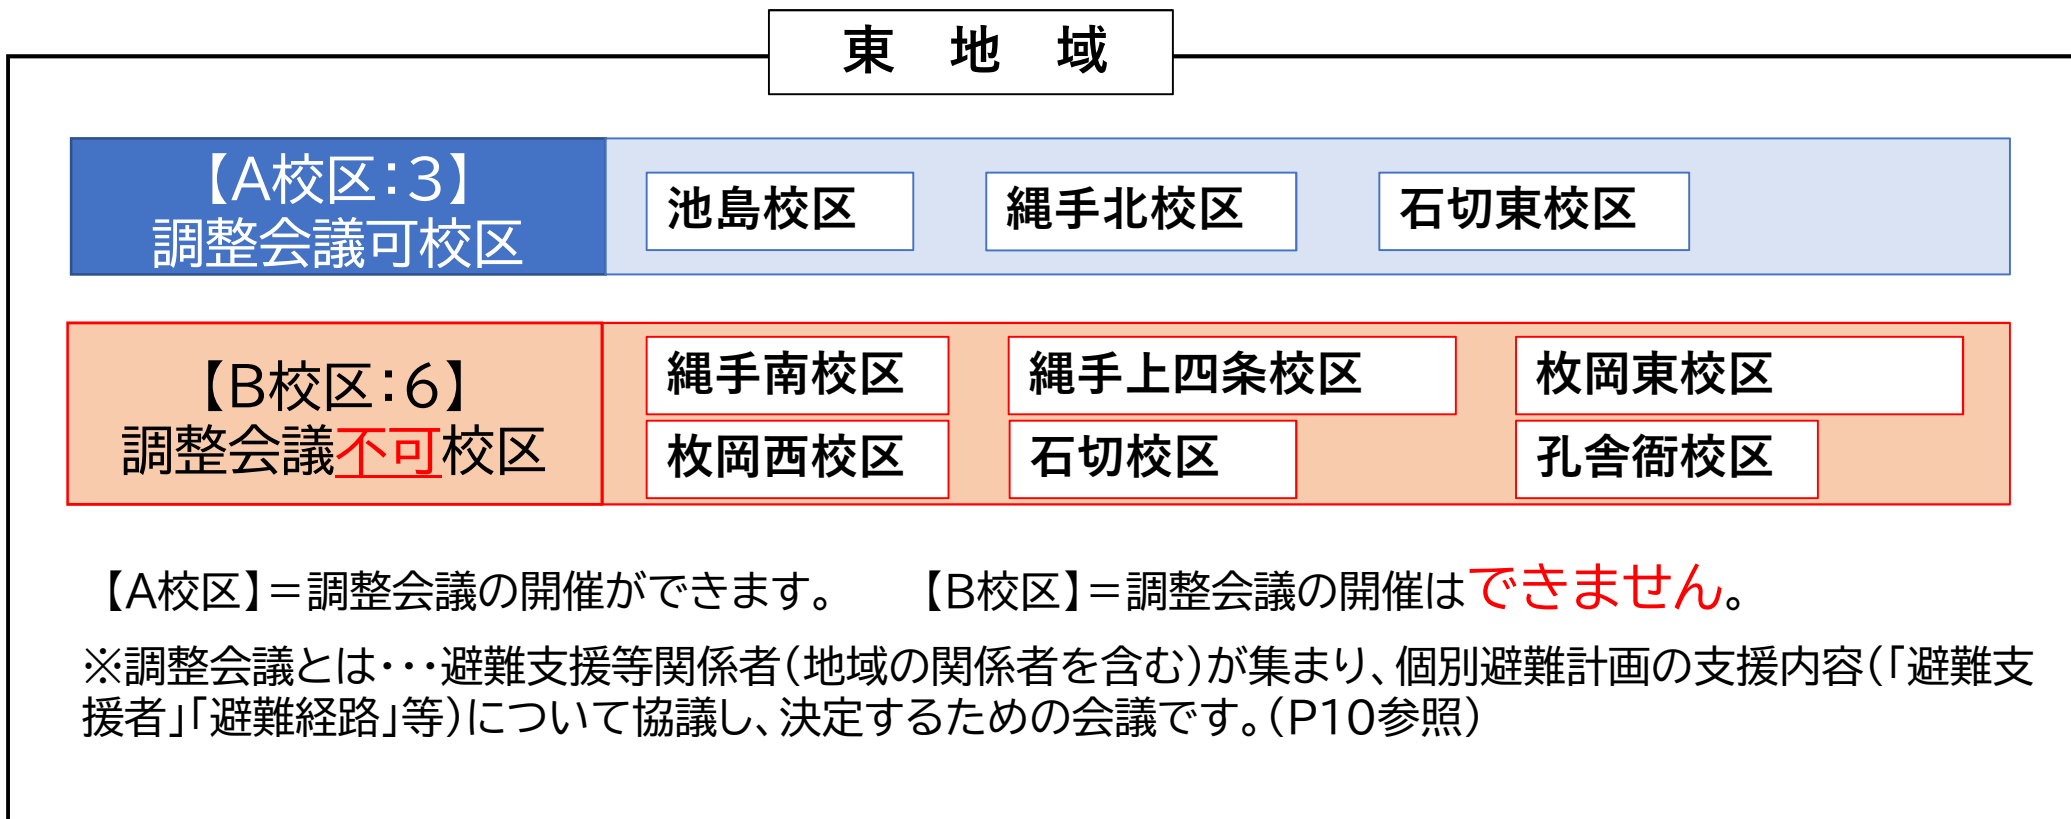 東　地　域
【A校区：3】
調整会議可校区
池島校区
縄手北校区
石切東校区
【B校区：6】
調整会議不可校区
縄手南校区
縄手上四条校区
枚岡東校区
枚岡西校区
石切校区
孔舎衙校区
【A校区】＝調整会議の開催ができます。　　【B校区】＝調整会議の開催はできません。
※調整会議とは・・・避難支援等関係者（地域の関係者を含む）が集まり、個別避難計画の支援内容（「避難支
援者」「避難経路」等）について協議し、決定するための会議です。（P10参照）